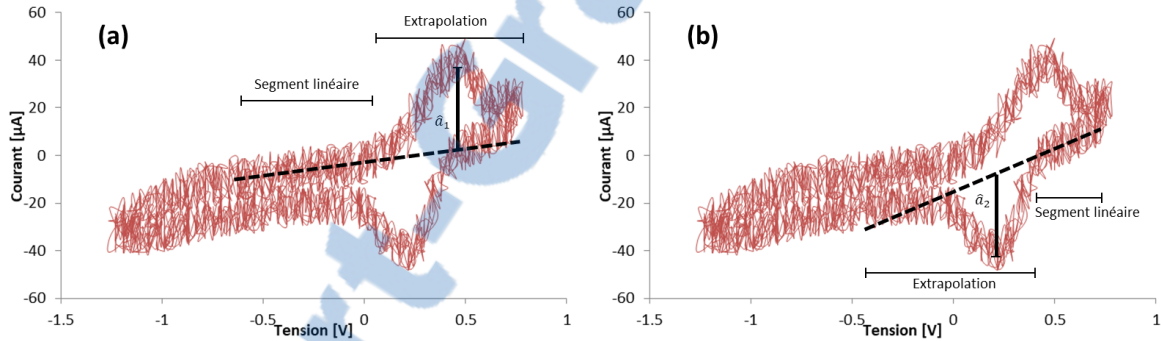 (a)
Extrapolation
Segment linéaire
â₁
Courant [µA]
60
40
20
0
-20
-40
-60
-1.5 -1 -0.5 0 0.5 1
Tension [V]
(b)
â₂
Segment linéaire
Extrapolation
Courant [µA]
60
40
20
0
-20
-40
-60
-1.5 -1 -0.5 0 0.5 1
Tension [V]